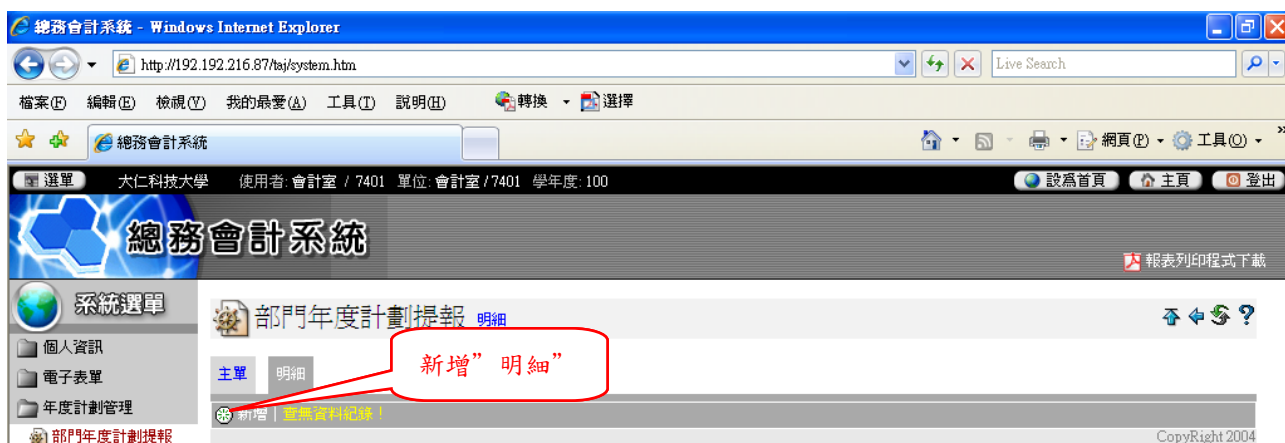 總務會計系統 - Windows Internet Explorer
http://192.192.216.87/taj/system.htm
Live Search
檔案(F) 編輯(E) 檢視(V) 我的最愛(A) 工具(T) 說明(H) 轉換 選擇
總務會計系統 網頁(P) 工具(O) »
選單 大仁科技大學 使用者: 會計室 / 7401 單位: 會計室 / 7401 學年度: 100 設為首頁 主頁 登出
總務會計系統
報表列印程式下載
系統選單
部門年度計劃提報 明細
個人資訊
新增”明細”
電子表單
主單 明細
年度計劃管理
新增 | 查無資料紀錄！
部門年度計劃提報
CopyRight 2004